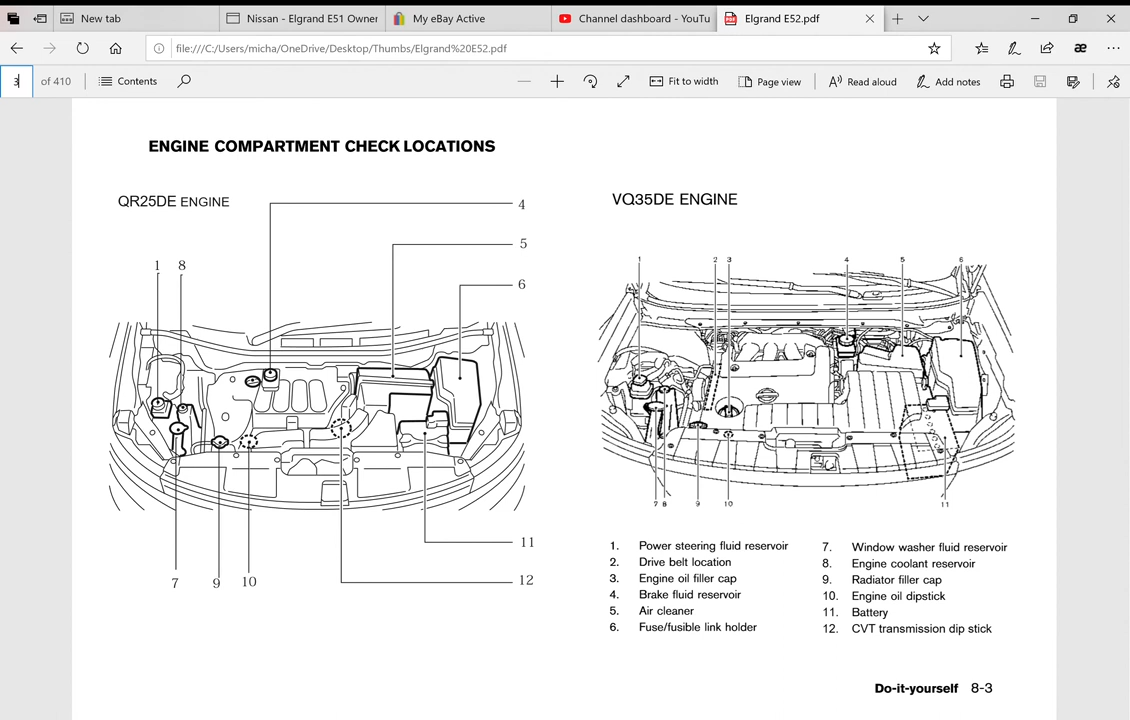 New tab
Nissan - Elgrand E51 Owner
My eBay Active
Channel dashboard - YouTu
Elgrand E52.pdf
file:///C:/Users/micha/OneDrive/Desktop/Thumbs/Elgrand%20E52.pdf
3 of 410
Contents
Fit to width
Page view
Read aloud
Add notes
ENGINE COMPARTMENT CHECK LOCATIONS
QR25DE ENGINE
4
5
6
1 8
11
12
7 9 10
VQ35DE ENGINE
1 2 3 4 5 6
7 8 9 10 11
1. Power steering fluid reservoir
2. Drive belt location
3. Engine oil filler cap
4. Brake fluid reservoir
5. Air cleaner
6. Fuse/fusible link holder
7. Window washer fluid reservoir
8. Engine coolant reservoir
9. Radiator filler cap
10. Engine oil dipstick
11. Battery
12. CVT transmission dip stick
Do-it-yourself 8-3